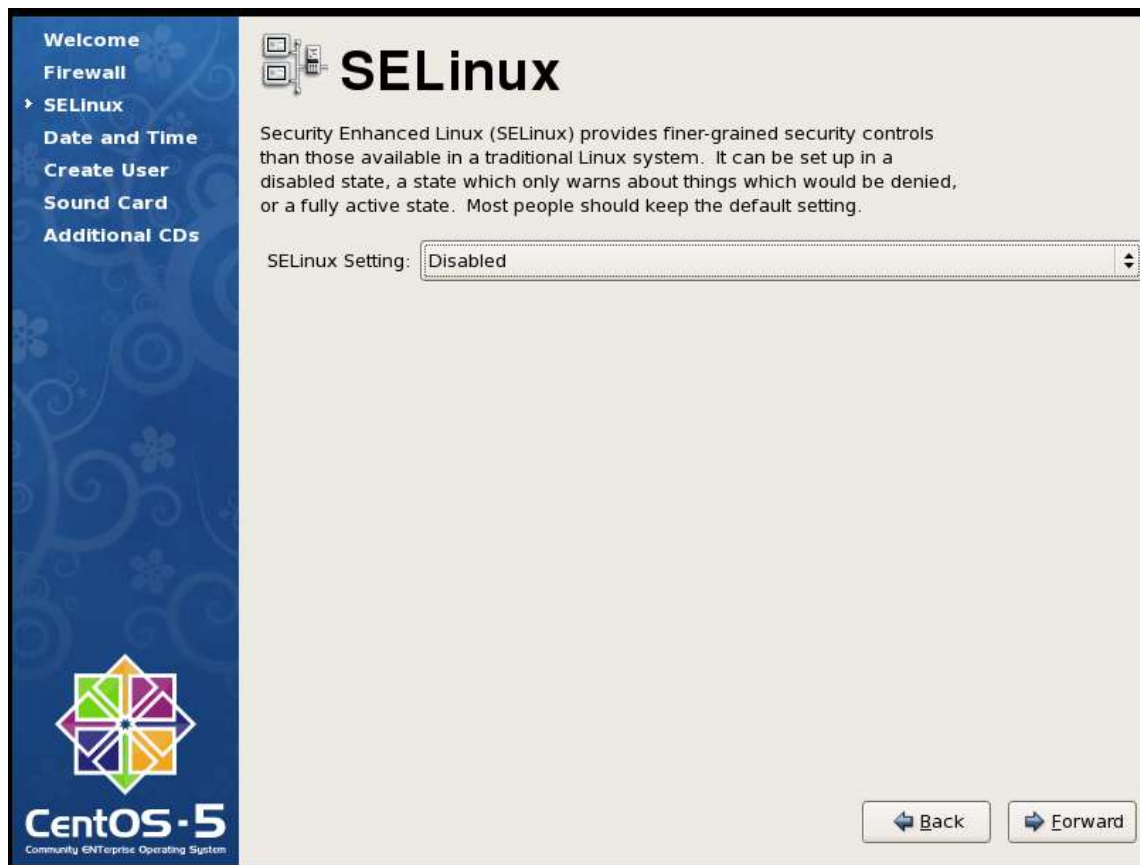 Welcome
Firewall
SELinux
Date and Time
Create User
Sound Card
Additional CDs
CentOS-5
Community ENTerprise Operating System
SELinux
Security Enhanced Linux (SELinux) provides finer-grained security controls
than those available in a traditional Linux system. It can be set up in a
disabled state, a state which only warns about things which would be denied,
or a fully active state. Most people should keep the default setting.
SELinux Setting: Disabled
Back Forward